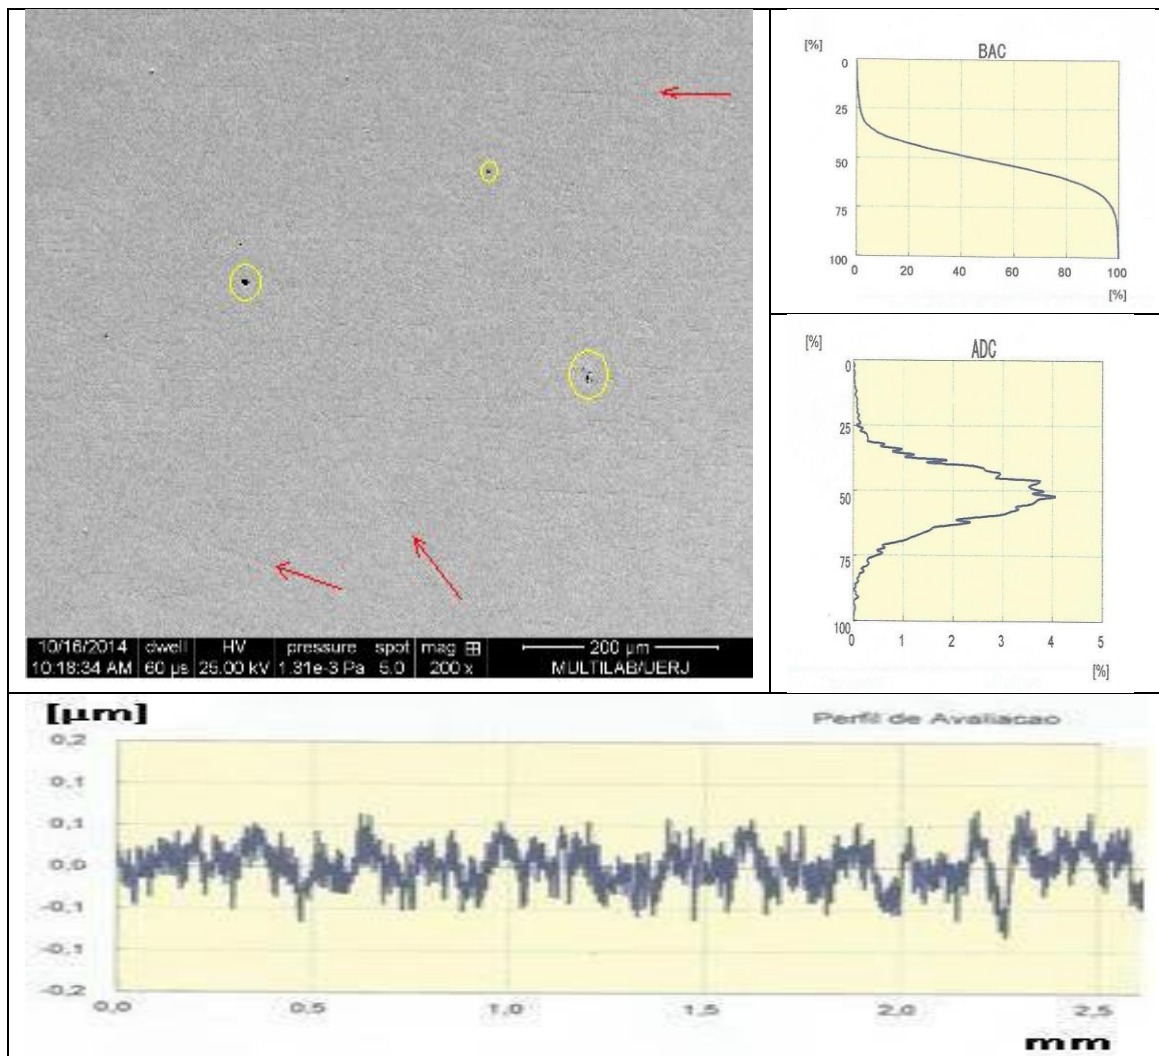 10/16/2014 dwell HV pressure spot mag 200 µm
10:18:34 AM 60 µs 25.00 kV 1.31e-3 Pa 5.0 200 x MULTILAB/UERJ
BAC
[%]
0
25
50
75
100
0 20 40 60 80 100
[%]
ADC
[%]
0
25
50
75
100
0 1 2 3 4 5
[%]
[µm]
Perfil de Avaliacao
0,2
0,1
0,1
0,0
-0,1
-0,1
-0,2
0,0 0,5 1,0 1,5 2,0 2,5
mm